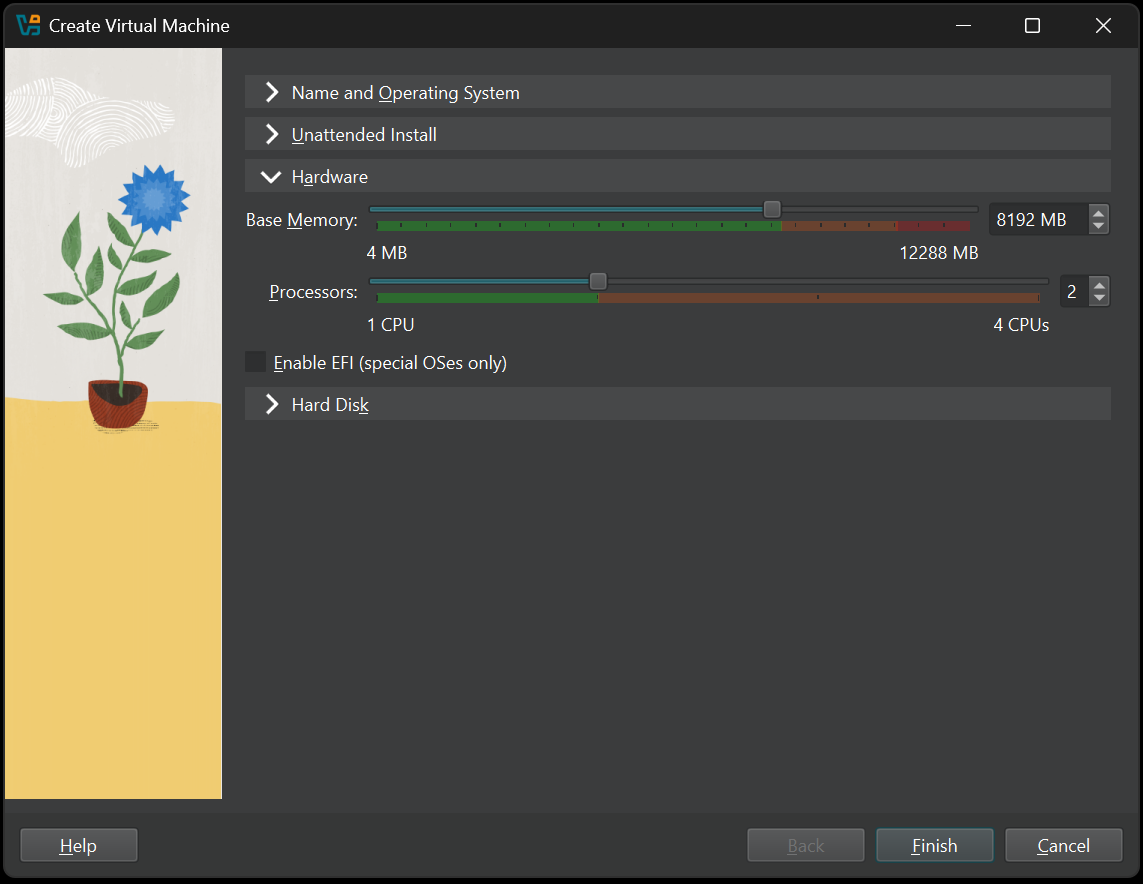 Create Virtual Machine
Name and Operating System
Unattended Install
Hardware
Base Memory: 8192 MB
4 MB 12288 MB
Processors: 2
1 CPU 4 CPUs
Enable EFI (special OSes only)
Hard Disk
Help Back Finish Cancel